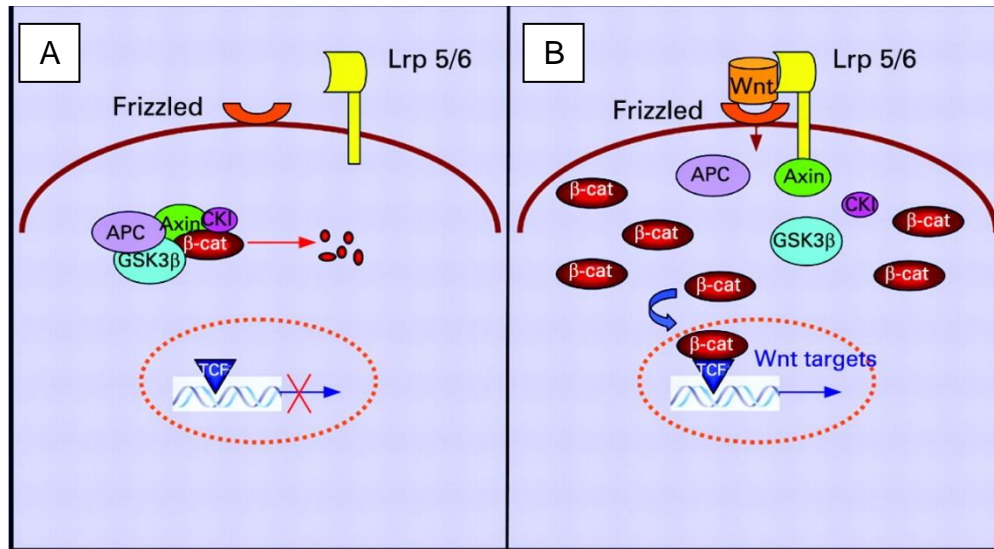 A
Lrp 5/6
Frizzled
APC
Axin
CKI
β-cat
GSK3β
TCF
B
Lrp 5/6
Wnt
Frizzled
APC
Axin
β-cat
CKI
β-cat
β-cat
GSK3β
β-cat
β-cat
β-cat
β-cat
Wnt targets
TCF